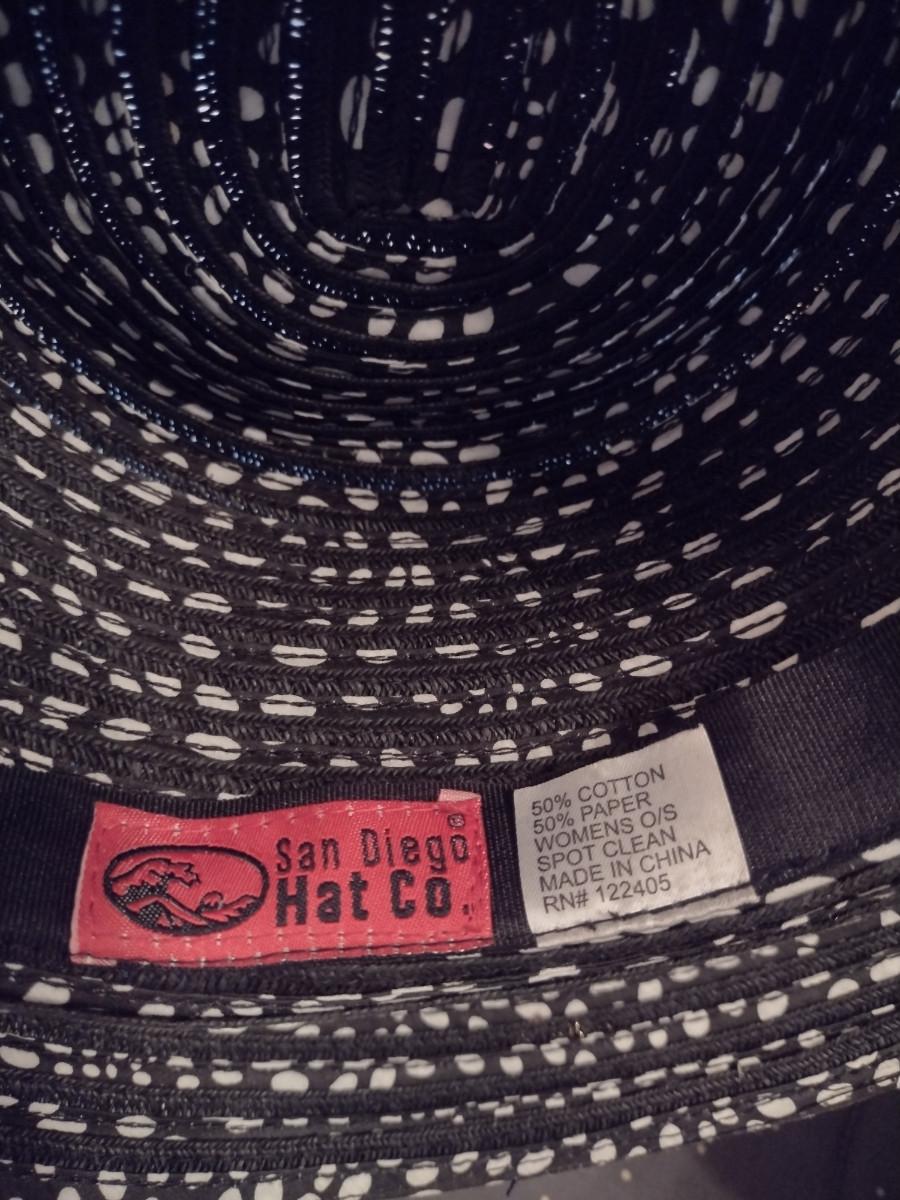 San Diego®
Hat Co.
50% COTTON
50% PAPER
WOMENS O/S
SPOT CLEAN
MADE IN CHINA
RN# 122405